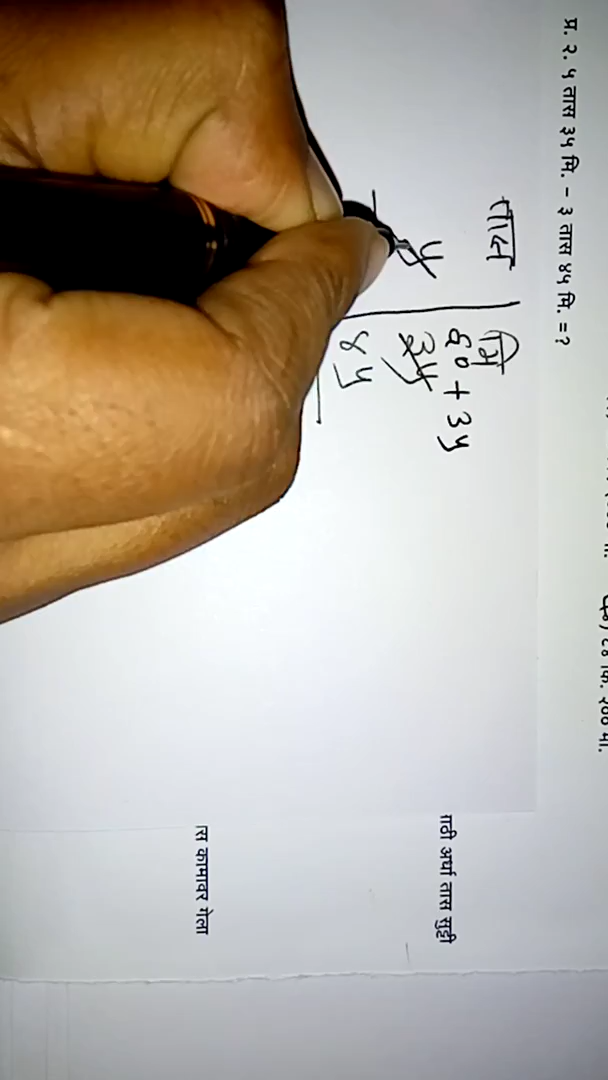 प्र. २. ५ तास ३५ मि. – ३ तास ४५ मि. = ?
तास मि
६० + ३५
५ ३५
४५
ाठी अर्धा तास सुट्टी
ास कामावर गेला